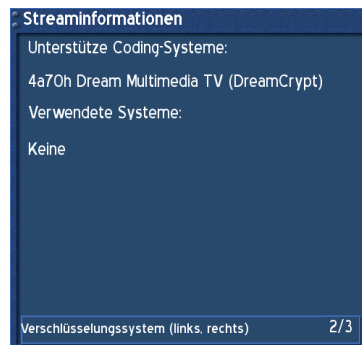 Streaminformationen
Unterstütze Coding-Systeme:
4a70h Dream Multimedia TV (DreamCrypt)
Verwendete Systeme:
Keine
Verschlüsselungssystem (links, rechts) 2/3